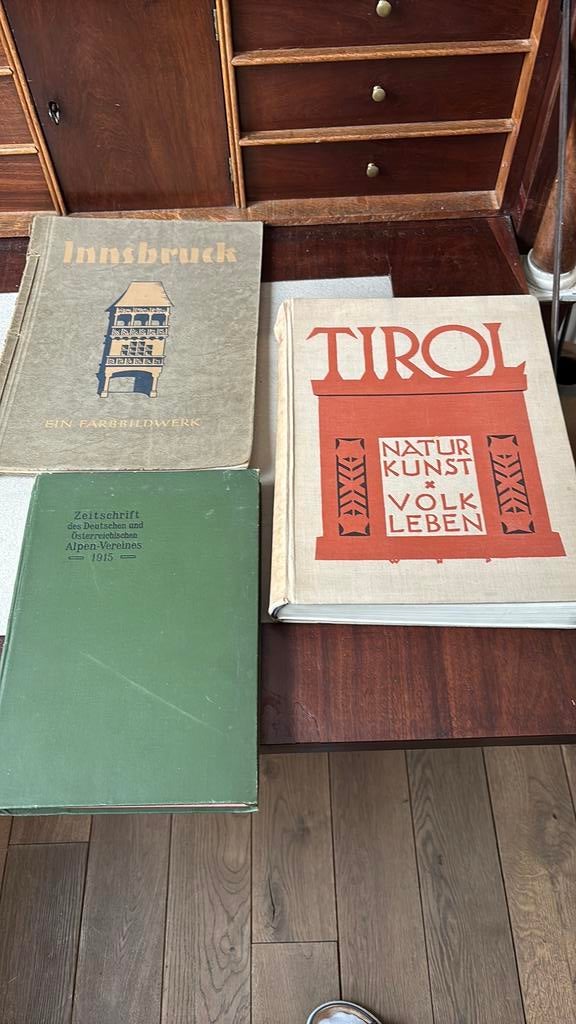 Innsbruck
EIN FARBBILDWERK
TIROL
NATUR
KUNST
VOLK
LEBEN
Zeitschrift
des Deutschen und
Österreichischen
Alpen-Vereines
— 1915 —